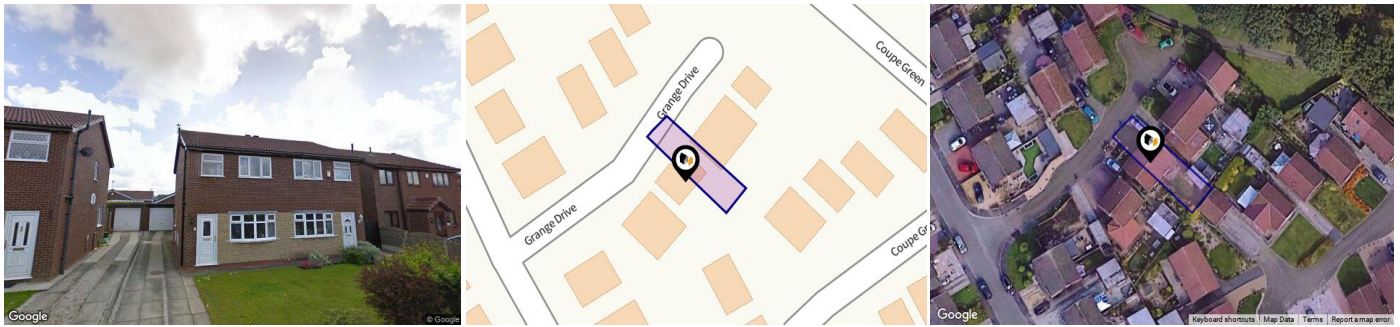 Google
© Google
Grange Drive
Coupe Green
Grange Drive
Coupe Gr
Google
Keyboard shortcuts
Map Data
Terms
Report a map error